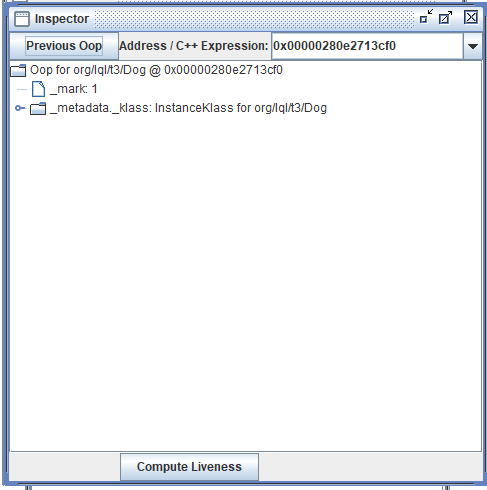 Inspector
Previous Oop Address / C++ Expression: 0x00000280e2713cf0
Oop for org/lql/t3/Dog @ 0x00000280e2713cf0
_mark: 1
_metadata._klass: InstanceKlass for org/lql/t3/Dog
Compute Liveness